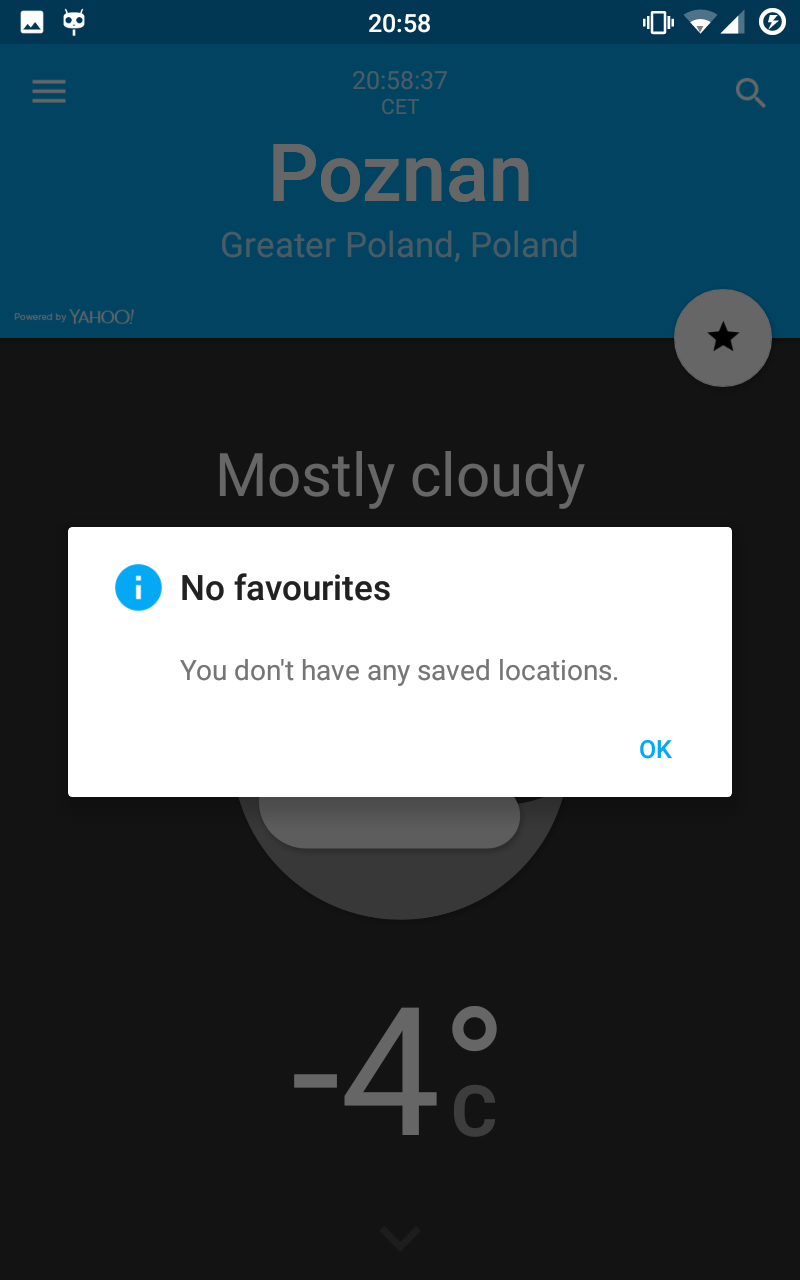 20:58
20:58:37
CET
Poznan
Greater Poland, Poland
Powered by YAHOO!
Mostly cloudy
No favourites
You don't have any saved locations.
OK
-4°
C